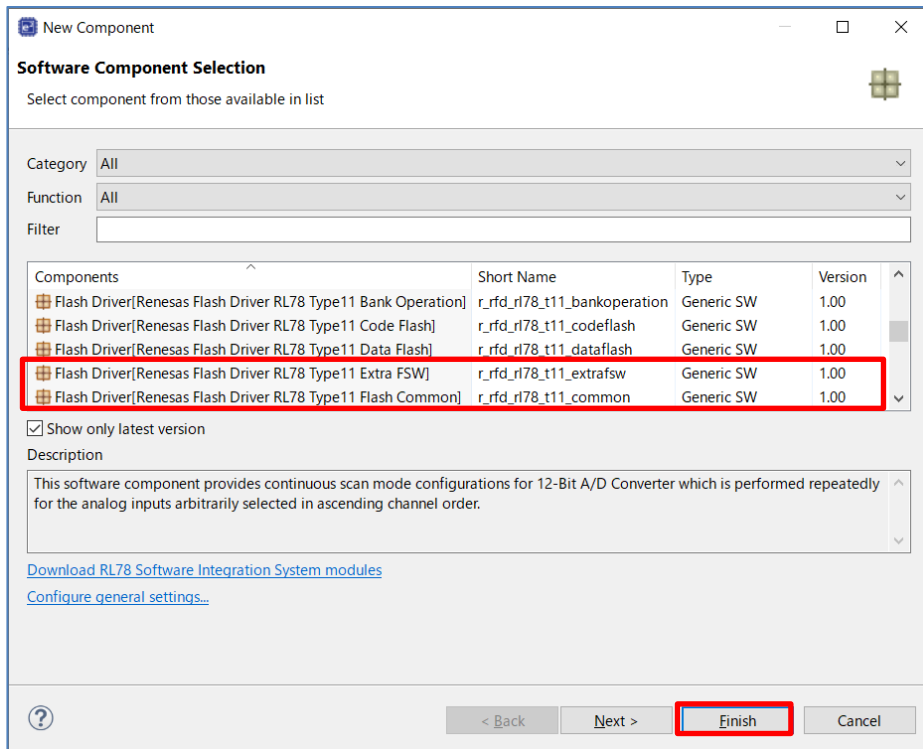 New Component
Software Component Selection
Select component from those available in list
Category All
Function All
Filter
Components Short Name Type Version
Flash Driver[Renesas Flash Driver RL78 Type11 Bank Operation] r_rfd_rl78_t11_bankoperation Generic SW 1.00
Flash Driver[Renesas Flash Driver RL78 Type11 Code Flash] r_rfd_rl78_t11_codeflash Generic SW 1.00
Flash Driver[Renesas Flash Driver RL78 Type11 Data Flash] r_rfd_rl78_t11_dataflash Generic SW 1.00
Flash Driver[Renesas Flash Driver RL78 Type11 Extra FSW] r_rfd_rl78_t11_extrafsw Generic SW 1.00
Flash Driver[Renesas Flash Driver RL78 Type11 Flash Common] r_rfd_rl78_t11_common Generic SW 1.00
Show only latest version
Description
This software component provides continuous scan mode configurations for 12-Bit A/D Converter which is performed repeatedly
for the analog inputs arbitrarily selected in ascending channel order.
Download RL78 Software Integration System modules
Configure general settings...
? < Back Next > Finish Cancel